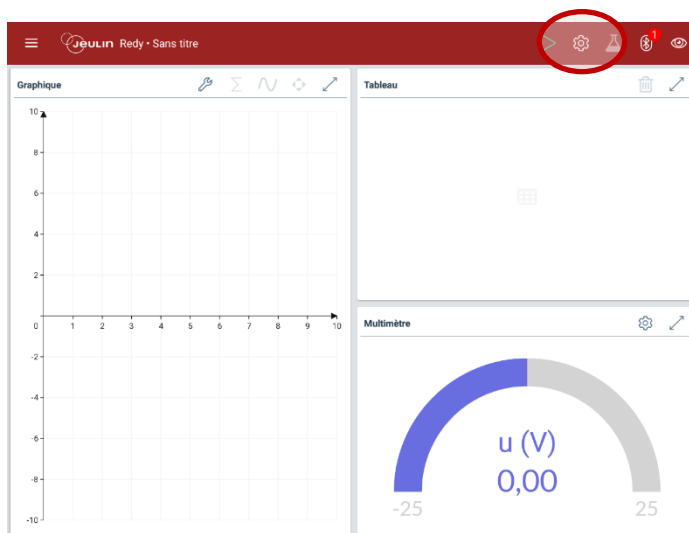 Jeulin Redy • Sans titre
1
Graphique
10
8
6
4
2
0
1 2 3 4 5 6 7 8 9 10
-2
-4
-6
-8
-10
Tableau
Multimètre
u (V)
0,00
-25
25